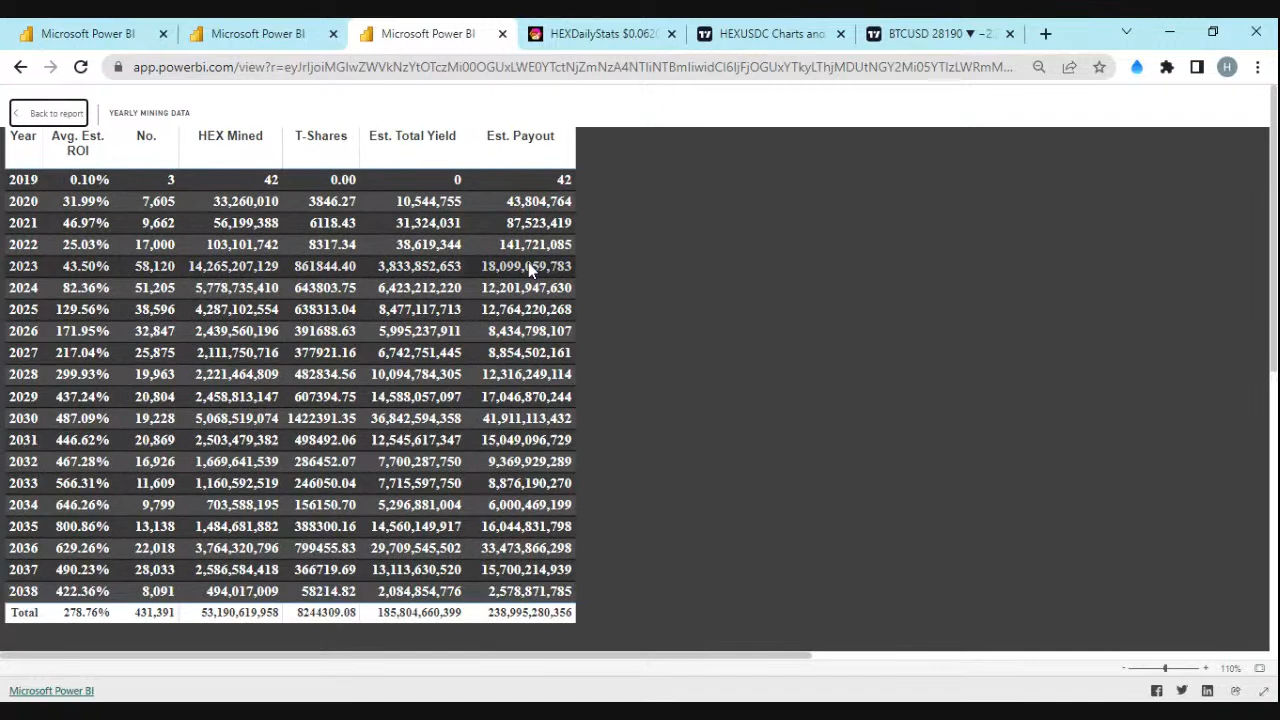 Microsoft Power BI × Microsoft Power BI × Microsoft Power BI × HEXDailyStats $0.062 × HEXUSDC Charts and × BTCUSD 28190 ▼ −2. × +
Back to report YEARLY MINING DATA
Year Avg. Est. ROI No. HEX Mined T-Shares Est. Total Yield Est. Payout
2019 0.10% 3 42 0.00 0 42
2020 31.99% 7,605 33,260,010 3846.27 10,544,755 43,804,764
2021 46.97% 9,662 56,199,388 6118.43 31,324,031 87,523,419
2022 25.03% 17,000 103,101,742 8317.34 38,619,344 141,721,085
2023 43.50% 58,120 14,265,207,129 861844.40 3,833,852,653 18,099,059,783
2024 82.36% 51,205 5,778,735,410 643803.75 6,423,212,220 12,201,947,630
2025 129.56% 38,596 4,287,102,554 638313.04 8,477,117,713 12,764,220,268
2026 171.95% 32,847 2,439,560,196 391688.63 5,995,237,911 8,434,798,107
2027 217.04% 25,875 2,111,750,716 377921.16 6,742,751,445 8,854,502,161
2028 299.93% 19,963 2,221,464,809 482834.56 10,094,784,305 12,316,249,114
2029 437.24% 20,804 2,458,813,147 607394.75 14,588,057,097 17,046,870,244
2030 487.09% 19,228 5,068,519,074 1422391.35 36,842,594,358 41,911,113,432
2031 446.62% 20,869 2,503,479,382 498492.06 12,545,617,347 15,049,096,729
2032 467.28% 16,926 1,669,641,539 286452.07 7,700,287,750 9,369,929,289
2033 566.31% 11,609 1,160,592,519 246050.04 7,715,597,750 8,876,190,270
2034 646.26% 9,799 703,588,195 156150.70 5,296,881,004 6,000,469,199
2035 800.86% 13,138 1,484,681,882 388300.16 14,560,149,917 16,044,831,798
2036 629.26% 22,018 3,764,320,796 799455.83 29,709,545,502 33,473,866,298
2037 490.23% 28,033 2,586,584,418 366719.69 13,113,630,520 15,700,214,939
2038 422.36% 8,091 494,017,009 58214.82 2,084,854,776 2,578,871,785
Total 278.76% 431,391 53,190,619,958 8244309.08 185,804,660,399 238,995,280,356
- + 110%
Microsoft Power BI